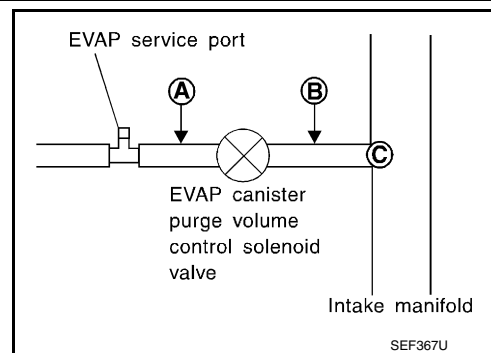 EVAP service port
A
B
C
EVAP canister
purge volume
control solenoid
valve
Intake manifold
SEF367U